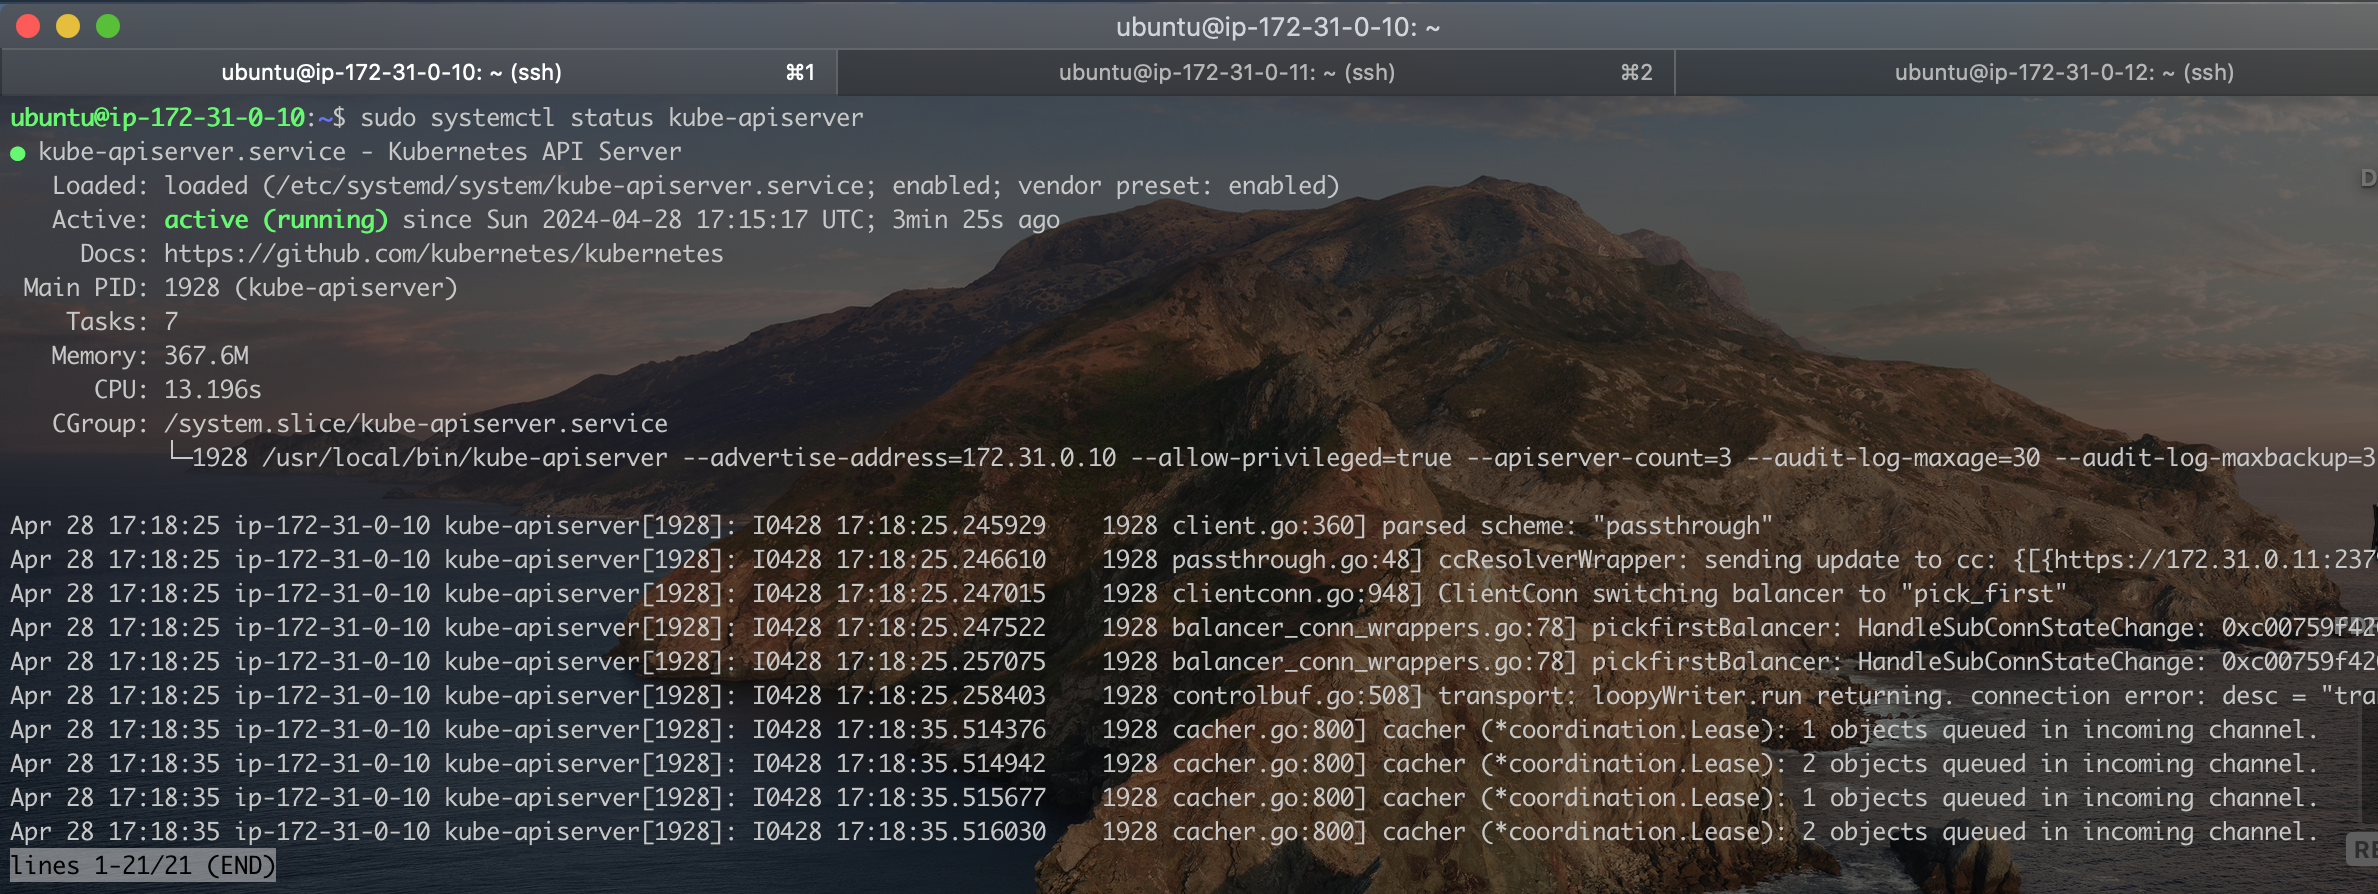 ubuntu@ip-172-31-0-10: ~
ubuntu@ip-172-31-0-10: ~ (ssh) ⌘1 ubuntu@ip-172-31-0-11: ~ (ssh) ⌘2 ubuntu@ip-172-31-0-12: ~ (ssh)
ubuntu@ip-172-31-0-10:~$ sudo systemctl status kube-apiserver
● kube-apiserver.service - Kubernetes API Server
Loaded: loaded (/etc/systemd/system/kube-apiserver.service; enabled; vendor preset: enabled)
Active: active (running) since Sun 2024-04-28 17:15:17 UTC; 3min 25s ago
Docs: https://github.com/kubernetes/kubernetes
Main PID: 1928 (kube-apiserver)
Tasks: 7
Memory: 367.6M
CPU: 13.196s
CGroup: /system.slice/kube-apiserver.service
└─1928 /usr/local/bin/kube-apiserver --advertise-address=172.31.0.10 --allow-privileged=true --apiserver-count=3 --audit-log-maxage=30 --audit-log-maxbackup=3
Apr 28 17:18:25 ip-172-31-0-10 kube-apiserver[1928]: I0428 17:18:25.245929 1928 client.go:360] parsed scheme: "passthrough"
Apr 28 17:18:25 ip-172-31-0-10 kube-apiserver[1928]: I0428 17:18:25.246610 1928 passthrough.go:48] ccResolverWrapper: sending update to cc: {[{https://172.31.0.11:2379
Apr 28 17:18:25 ip-172-31-0-10 kube-apiserver[1928]: I0428 17:18:25.247015 1928 clientconn.go:948] ClientConn switching balancer to "pick_first"
Apr 28 17:18:25 ip-172-31-0-10 kube-apiserver[1928]: I0428 17:18:25.247522 1928 balancer_conn_wrappers.go:78] pickfirstBalancer: HandleSubConnStateChange: 0xc00759f420
Apr 28 17:18:25 ip-172-31-0-10 kube-apiserver[1928]: I0428 17:18:25.257075 1928 balancer_conn_wrappers.go:78] pickfirstBalancer: HandleSubConnStateChange: 0xc00759f420
Apr 28 17:18:25 ip-172-31-0-10 kube-apiserver[1928]: I0428 17:18:25.258403 1928 controlbuf.go:508] transport: loopyWriter.run returning. connection error: desc = "tra
Apr 28 17:18:35 ip-172-31-0-10 kube-apiserver[1928]: I0428 17:18:35.514376 1928 cacher.go:800] cacher (*coordination.Lease): 1 objects queued in incoming channel.
Apr 28 17:18:35 ip-172-31-0-10 kube-apiserver[1928]: I0428 17:18:35.514942 1928 cacher.go:800] cacher (*coordination.Lease): 2 objects queued in incoming channel.
Apr 28 17:18:35 ip-172-31-0-10 kube-apiserver[1928]: I0428 17:18:35.515677 1928 cacher.go:800] cacher (*coordination.Lease): 1 objects queued in incoming channel.
Apr 28 17:18:35 ip-172-31-0-10 kube-apiserver[1928]: I0428 17:18:35.516030 1928 cacher.go:800] cacher (*coordination.Lease): 2 objects queued in incoming channel.
lines 1-21/21 (END)